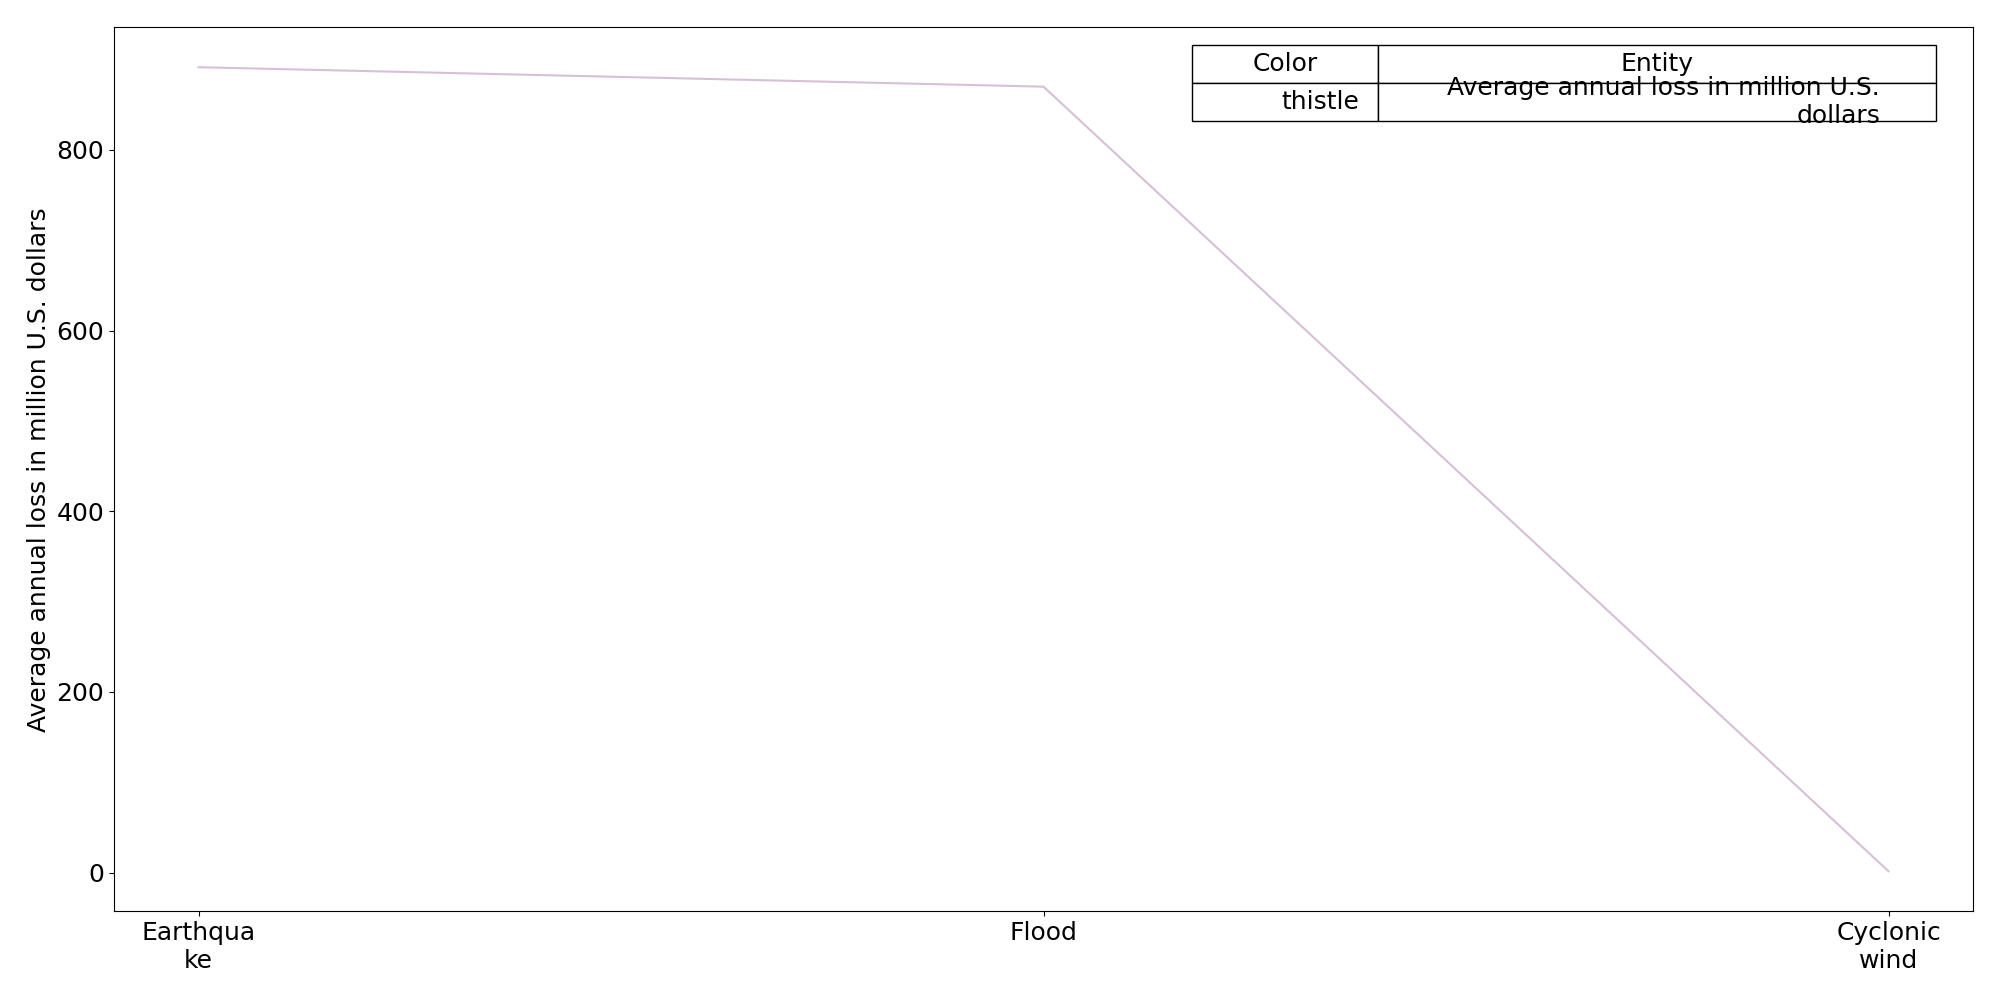 Color
Entity
thistle
Average annual loss in million U.S.
dollars
Average annual loss in million U.S. dollars
800
600
400
200
0
Earthqua
ke
Flood
Cyclonic
wind